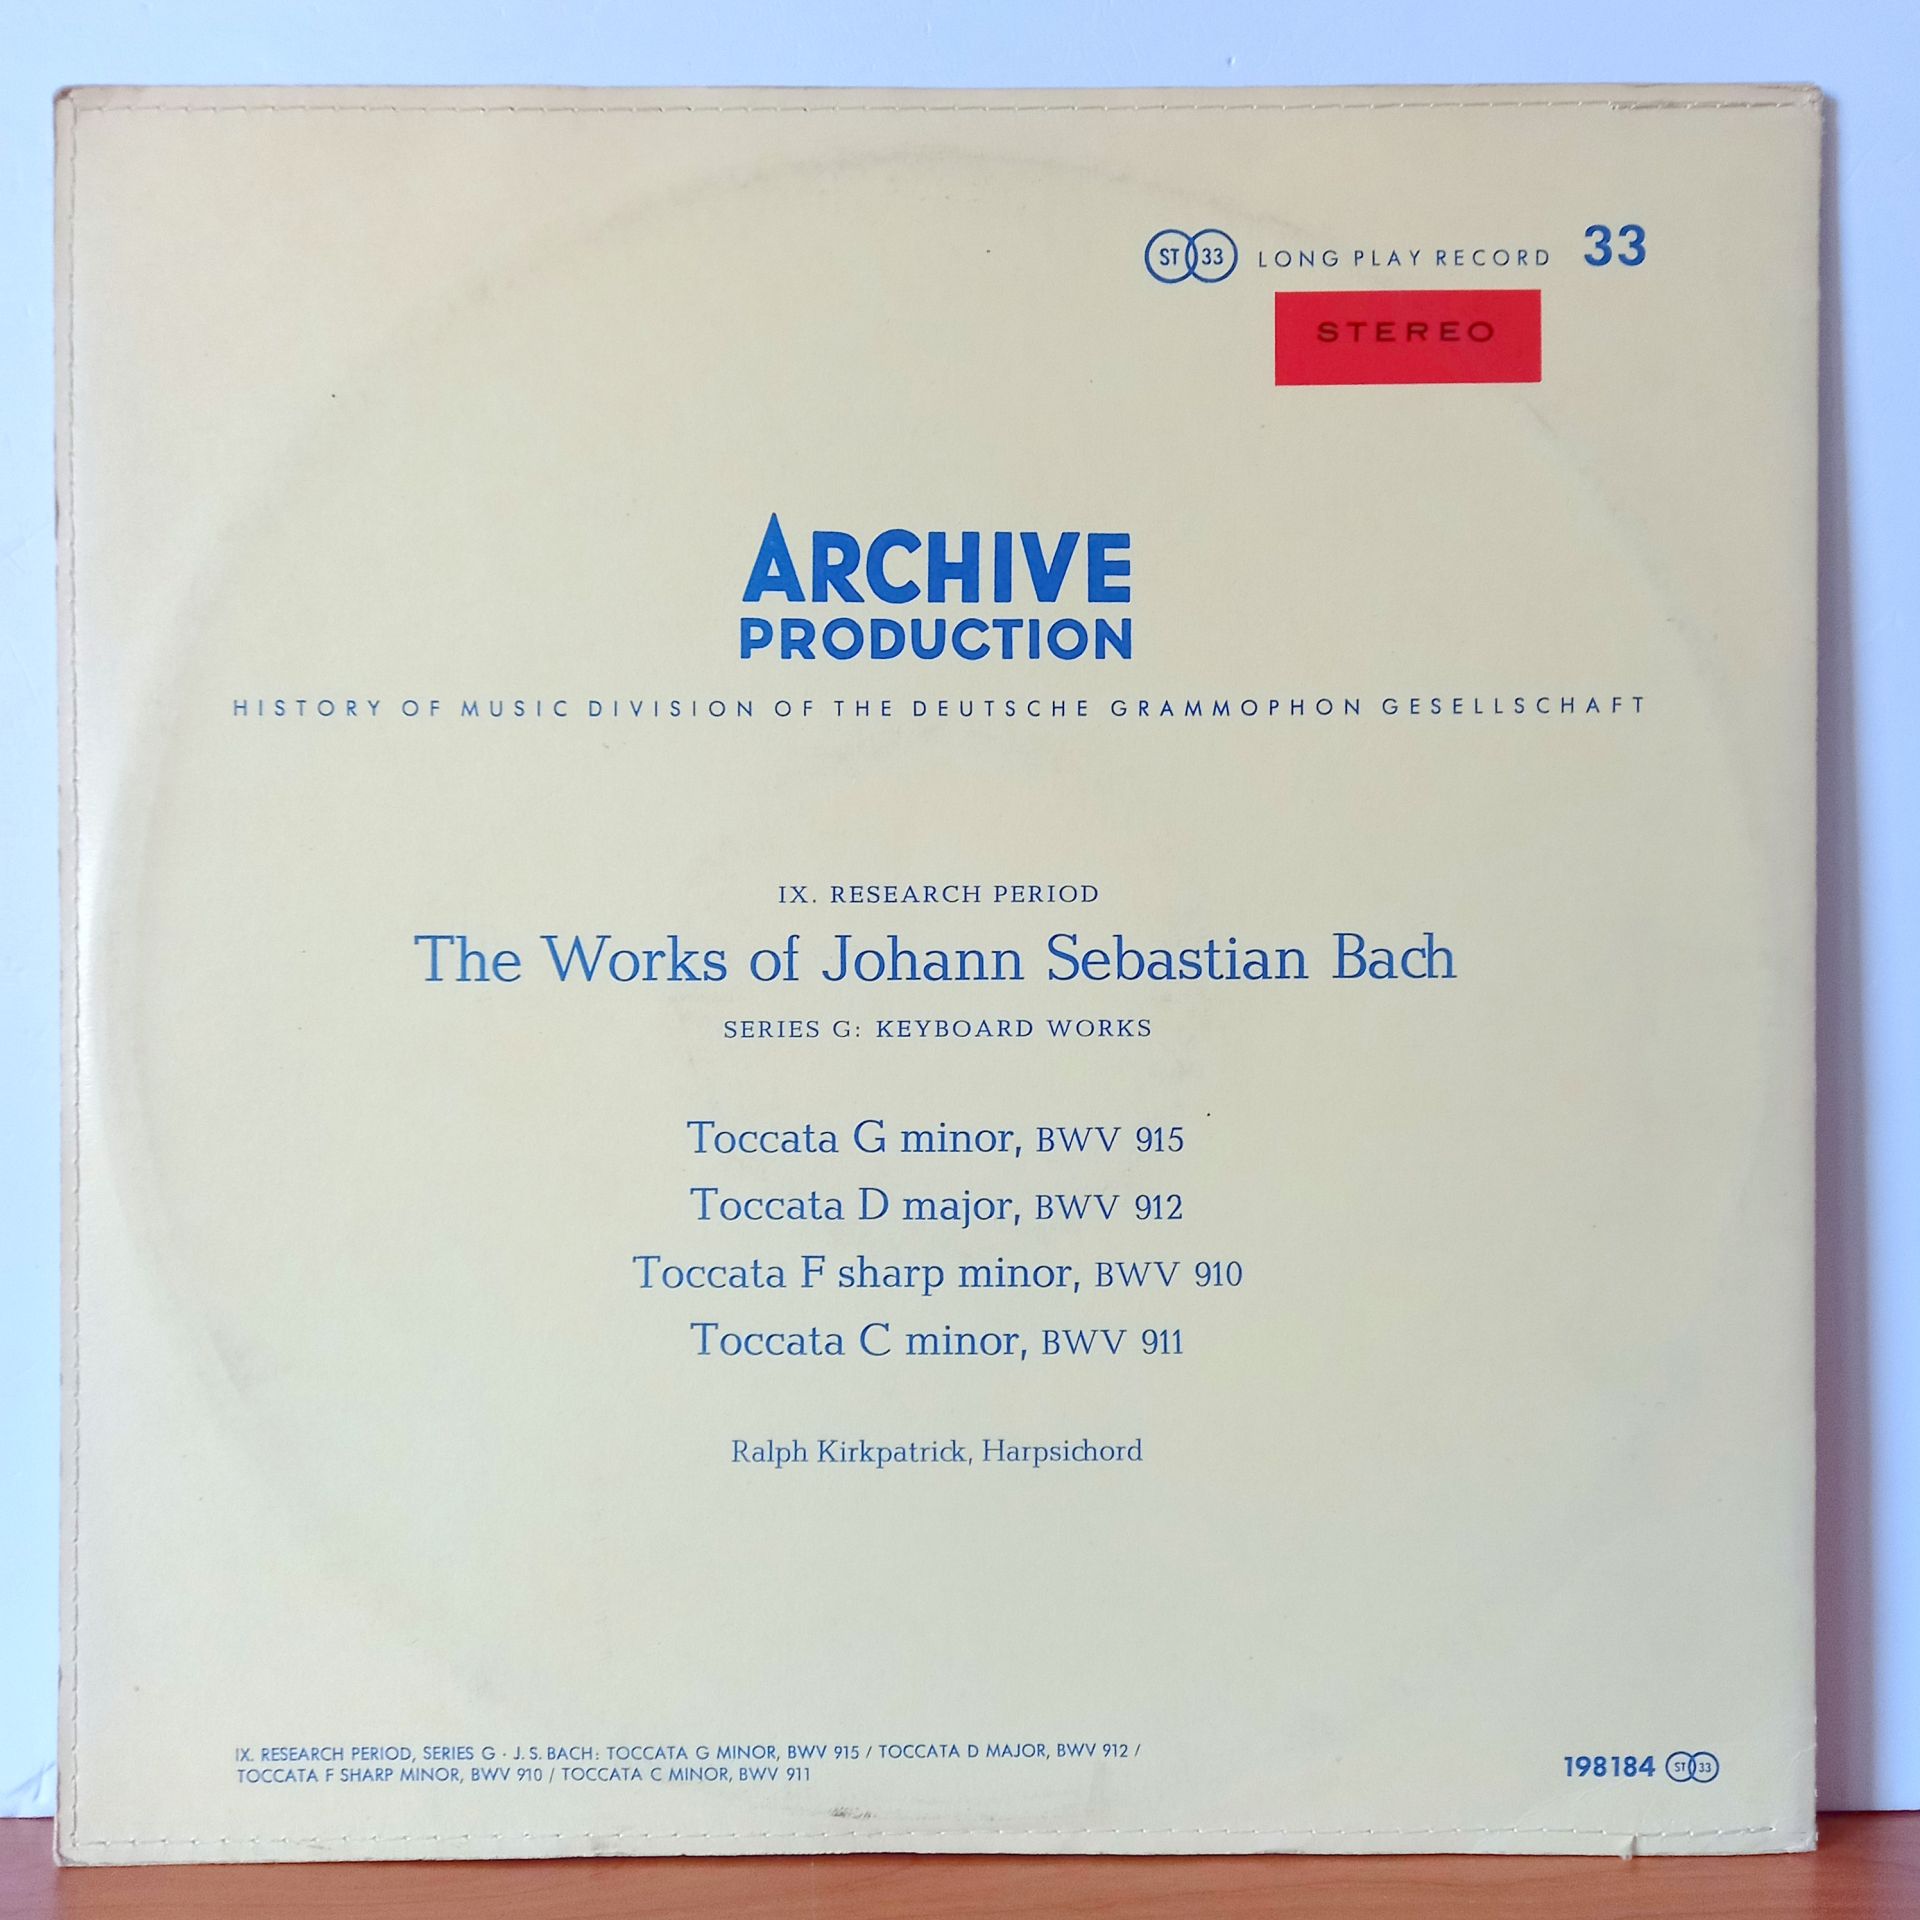 ST 33 LONG PLAY RECORD 33
STEREO
ARCHIVE
PRODUCTION
HISTORY OF MUSIC DIVISION OF THE DEUTSCHE GRAMMOPHON GESELLSCHAFT
IX. RESEARCH PERIOD
The Works of Johann Sebastian Bach
SERIES G: KEYBOARD WORKS
Toccata G minor, BWV 915
Toccata D major, BWV 912
Toccata F sharp minor, BWV 910
Toccata C minor, BWV 911
Ralph Kirkpatrick, Harpsichord
IX. RESEARCH PERIOD, SERIES G · J. S. BACH: TOCCATA G MINOR, BWV 915 / TOCCATA D MAJOR, BWV 912 /
TOCCATA F SHARP MINOR, BWV 910 / TOCCATA C MINOR, BWV 911
198184 ST 33